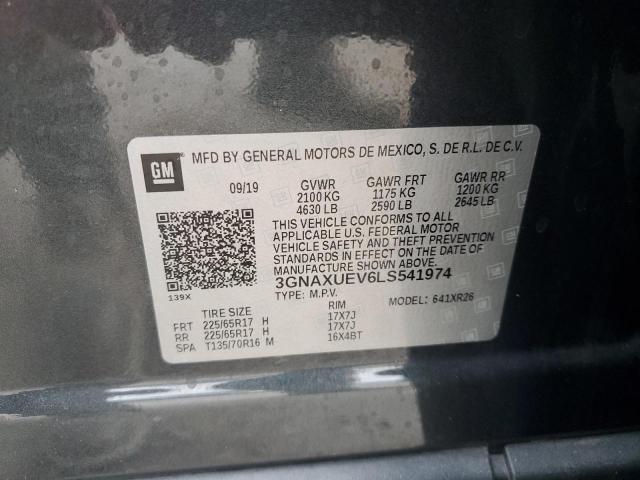 GM
MFD BY GENERAL MOTORS DE MEXICO, S. DE R.L. DE C.V.
09/19 GVWR GAWR FRT GAWR RR
2100 KG 1175 KG 1200 KG
4630 LB 2590 LB 2645 LB
THIS VEHICLE CONFORMS TO ALL
APPLICABLE U.S. FEDERAL MOTOR
VEHICLE SAFETY AND THEFT PREVENTION
STANDARDS IN EFFECT ON THE DATE OF
MANUFACTURE SHOWN ABOVE.
3GNAXUEV6LS541974
139X
TYPE: M.P.V. MODEL: 641XR26
TIRE SIZE RIM
FRT 225/65R17 H 17X7J
RR 225/65R17 H 17X7J
SPA T135/70R16 M 16X4BT